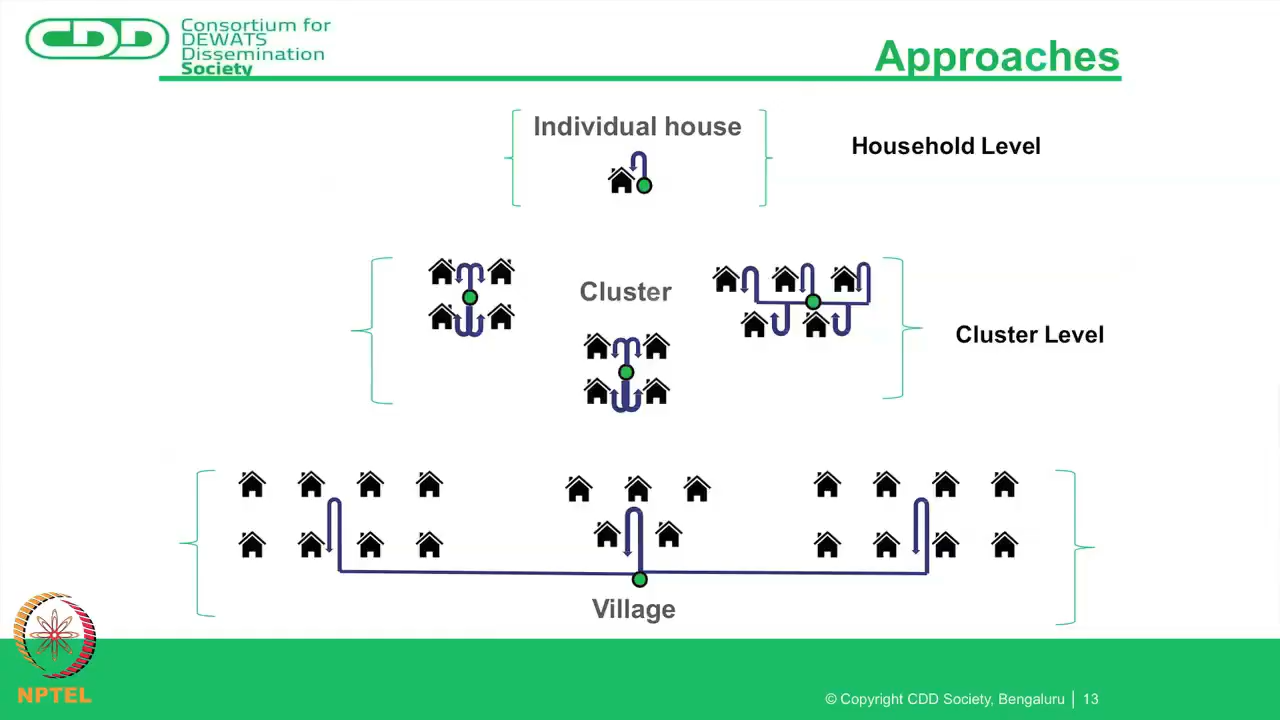 CDD
Consortium for
DEWATS
Dissemination
Society
Approaches
Individual house
Household Level
Cluster
Cluster Level
Village
NPTEL
© Copyright CDD Society, Bengaluru | 13